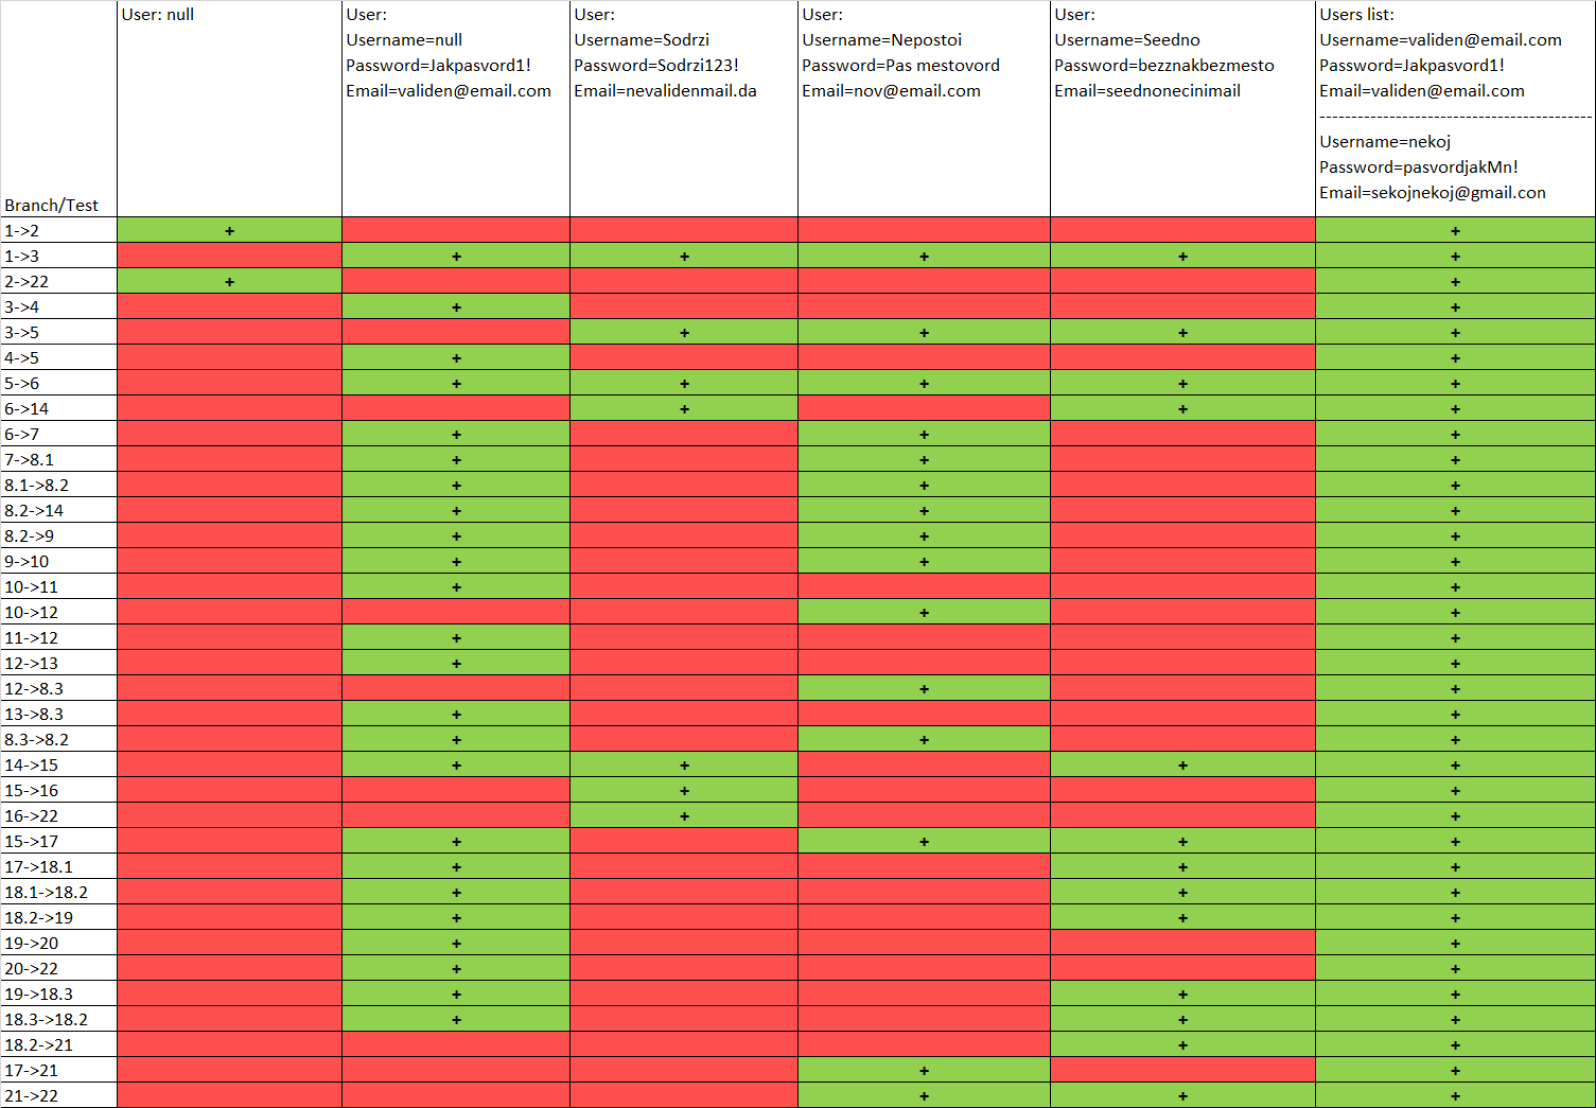 User: null
User:
Username=null
Password=Jakpasvord1!
Email=validen@email.com
User:
Username=Sodrzi
Password=Sodrzi123!
Email=nevalidenmail.da
User:
Username=Nepostoi
Password=Pas mestovord
Email=nov@email.com
User:
Username=Seedno
Password=bezznakbezmesto
Email=seednonecinimail
Users list:
Username=validen@email.com
Password=Jakpasvord1!
Email=validen@email.com
-------------------------------------------
Username=nekoj
Password=pasvordjakMn!
Email=sekojnekoj@gmail.con
Branch/Test
1->2 + +
1->3 + + + + +
2->22 + +
3->4 + +
3->5 + + + +
4->5 + +
5->6 + + + + +
6->14 + + +
6->7 + + +
7->8.1 + + +
8.1->8.2 + + +
8.2->14 + + +
8.2->9 + + +
9->10 + + +
10->11 + +
10->12 + +
11->12 + +
12->13 + +
12->8.3 + +
13->8.3 + +
8.3->8.2 + + +
14->15 + + + +
15->16 + +
16->22 + +
15->17 + + + +
17->18.1 + + +
18.1->18.2 + + +
18.2->19 + + +
19->20 + +
20->22 + +
19->18.3 + + +
18.3->18.2 + + +
18.2->21 + +
17->21 + +
21->22 + + +